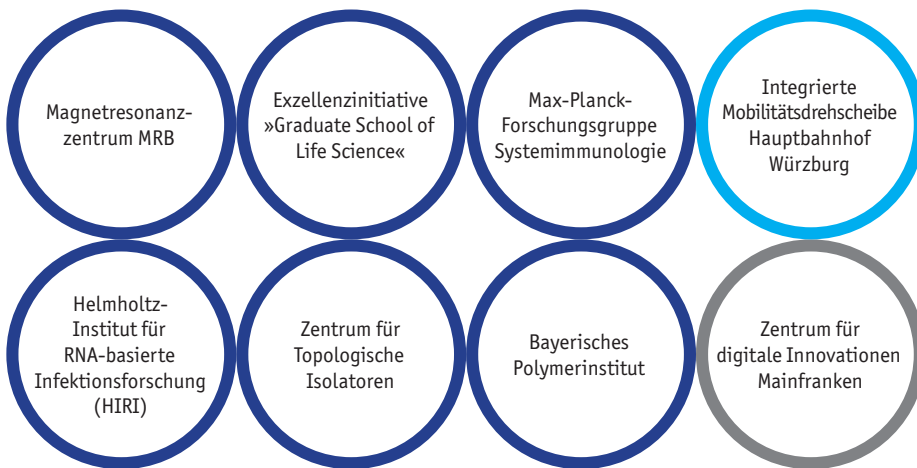 Magnetresonanz-
zentrum MRB
Exzellenzinitiative
»Graduate School of
Life Science«
Max-Planck-
Forschungsgruppe
Systemimmunologie
Integrierte
Mobilitätsdrehscheibe
Hauptbahnhof
Würzburg
Helmholtz-
Institut für
RNA-basierte
Infektionsforschung
(HIRI)
Zentrum für
Topologische
Isolatoren
Bayerisches
Polymerinstitut
Zentrum für
digitale Innovationen
Mainfranken